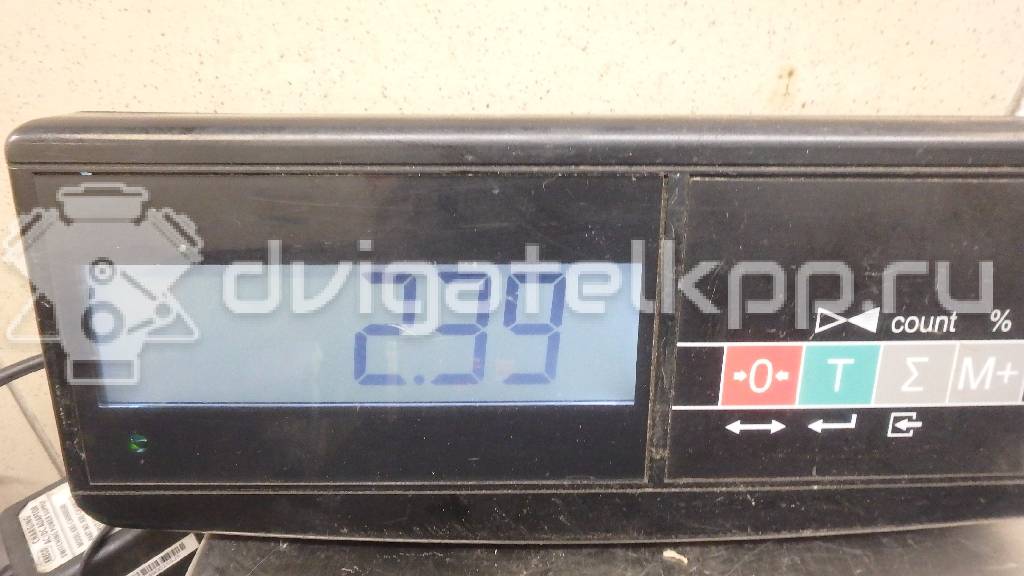 dvigatelkpp.ru
2.39
count %
0 T Σ M+